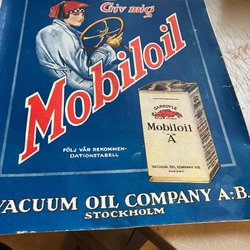 Giv mig
Mobiloil
GARGOYLE
Mobiloil
"A"
VACUUM OIL COMPANY A.B.
FÖLJ VÅR REKOMMEN-
DATIONSTABELL
VACUUM OIL COMPANY A.B.
STOCKHOLM